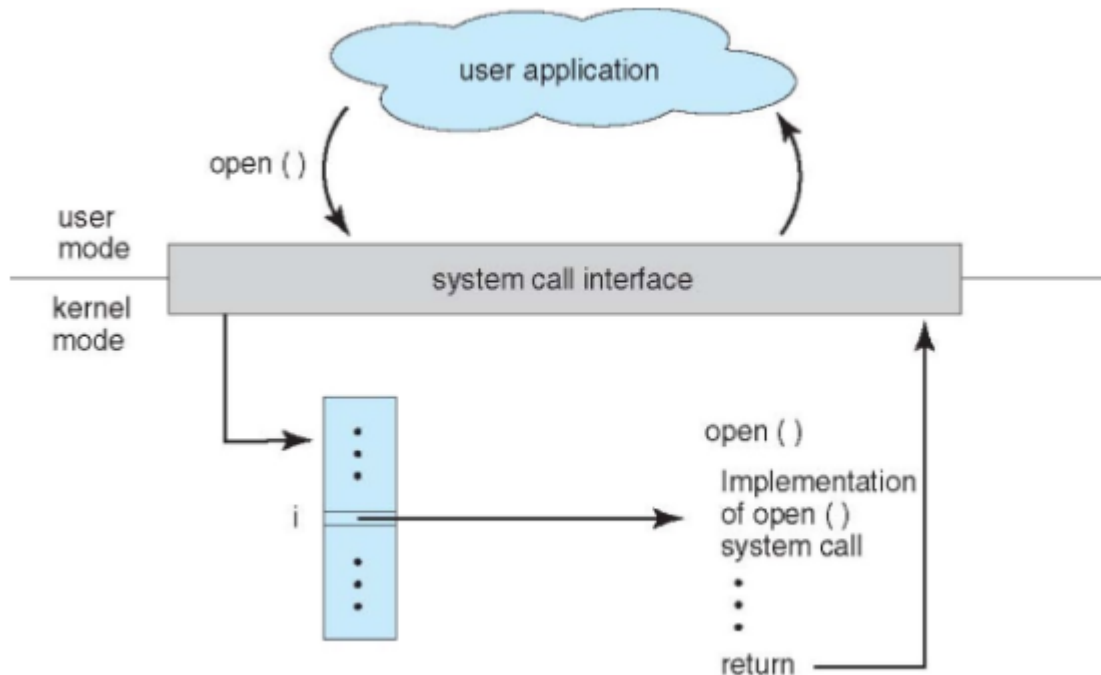 user application
open ( )
user
mode
system call interface
kernel
mode
open ( )
i
Implementation
of open ( )
system call
return